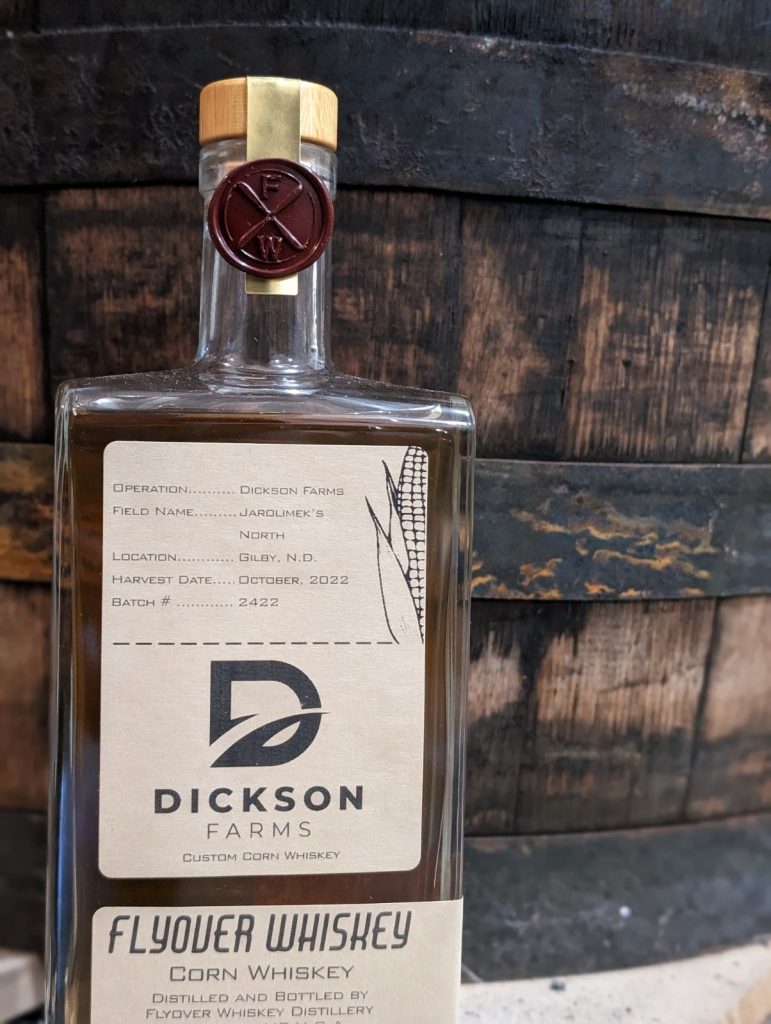 F
W
Operation.......... Dickson Farms
Field Name......... Jarolimek's
North
Location............ Gilby, N.D.
Harvest Date..... October, 2022
Batch # ............ 2422
DICKSON
FARMS
Custom Corn Whiskey
FLYOVER WHISKEY
Corn Whiskey
Distilled and Bottled by
Flyover Whiskey Distillery